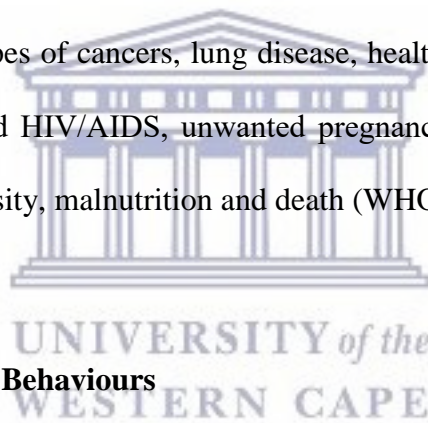 pes of cancers, lung disease, healt
d HIV/AIDS, unwanted pregnanc
sity, malnutrition and death (WHO
UNIVERSITY of the
Behaviours
WESTERN CAPE